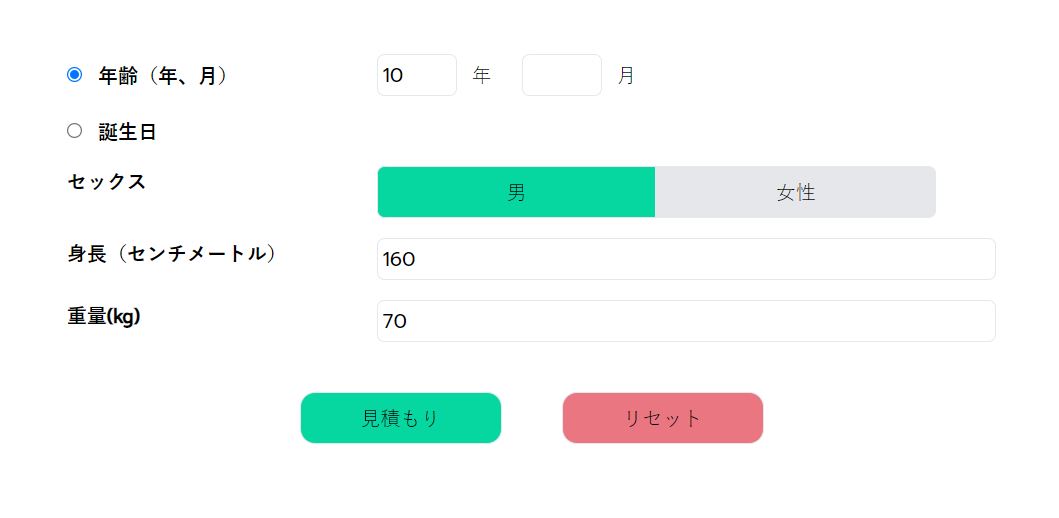 年齢（年、月） 10 年 月
誕生日
セックス 男 女性
身長（センチメートル） 160
重量(kg) 70
見積もり リセット